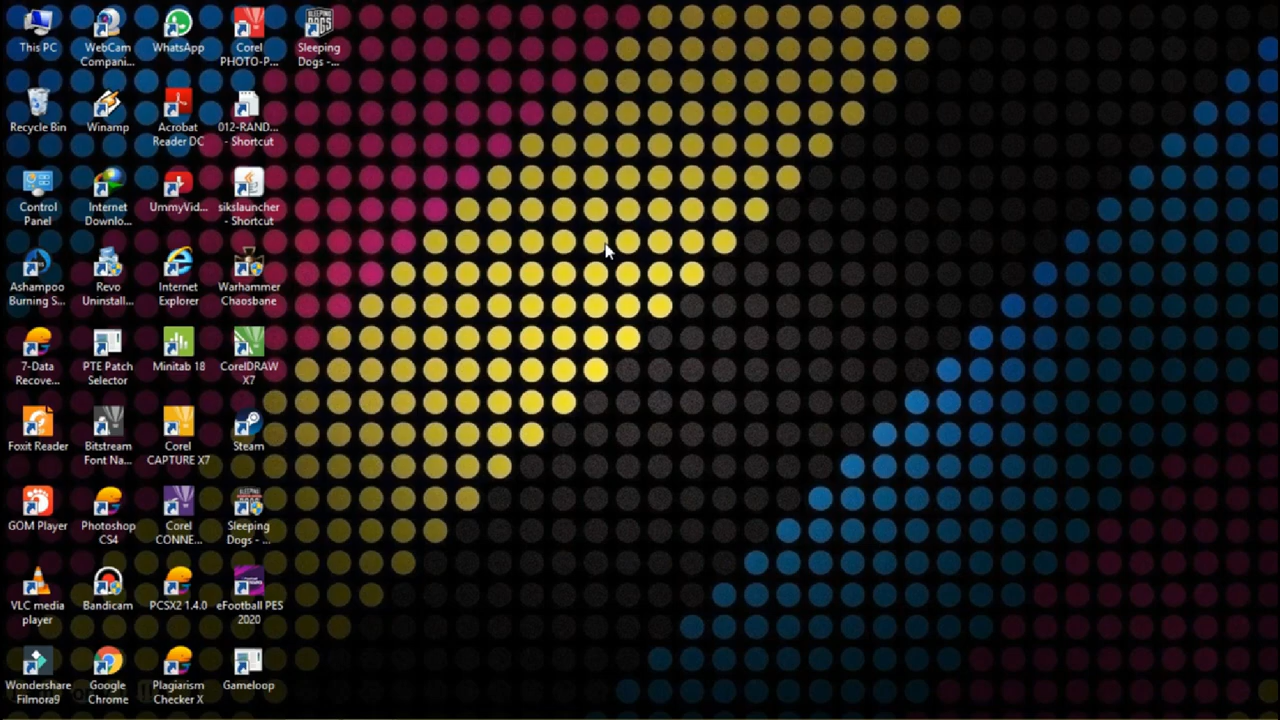 This PC
Recycle Bin
Control
Panel
Ashampoo
Burning S...
7-Data
Recove...
Foxit Reader
GOM Player
VLC media
player
Wondershare
Filmora9
WebCam
Compani...
Winamp
Internet
Downlo...
Revo
Uninstall...
PTE Patch
Selector
Bitstream
Font Na...
Photoshop
CS4
Bandicam
Google
Chrome
WhatsApp
Acrobat
Reader DC
UmmyVid...
Internet
Explorer
Minitab 18
Corel
CAPTURE X7
Corel
CONNE...
PCSX2 1.4.0
Plagiarism
Checker X
Corel
PHOTO-P...
012-RAND...
- Shortcut
sikslauncher
- Shortcut
Warhammer
Chaosbane
CorelDRAW
X7
Steam
Sleeping
Dogs - ...
eFootball PES
2020
Gameloop
SLEEPING
DOGS
Sleeping
Dogs - ...